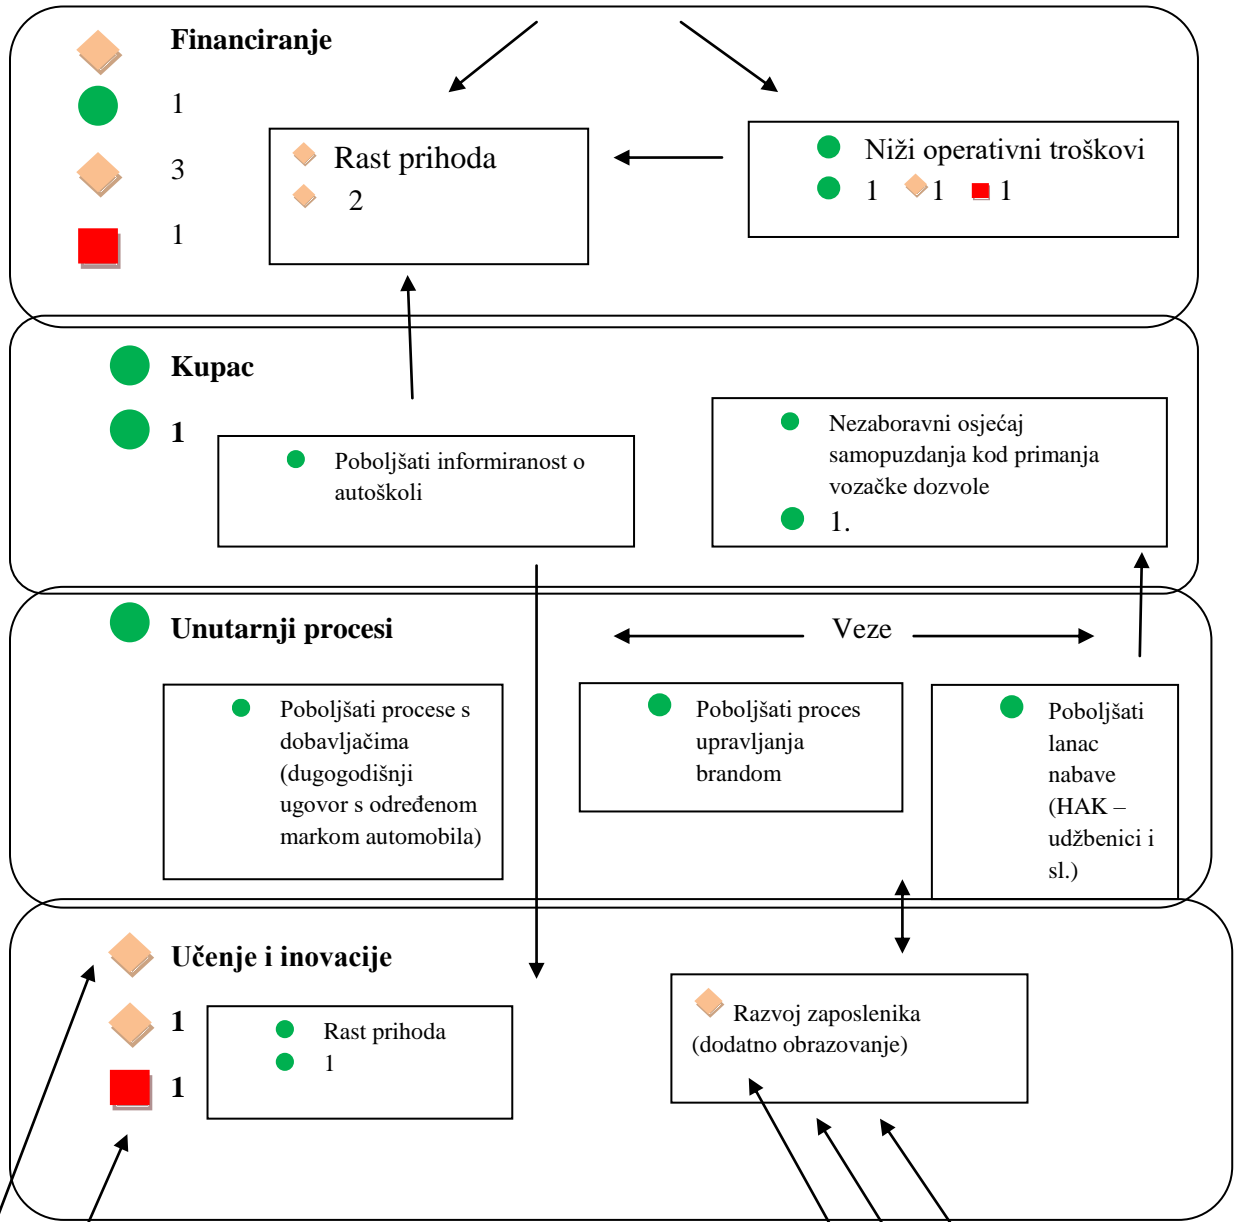 Financiranje
1
3
1
Rast prihoda
2
Niži operativni troškovi
1 1 1
Kupac
1
Poboljšati informiranost o
autoškoli
Nezaboravni osjećaj
samopuzdanja kod primanja
vozačke dozvole
1.
Unutarnji procesi
Veze
Poboljšati procese s
dobavljačima
(dugogodišnji
ugovor s određenom
markom automobila)
Poboljšati proces
upravljanja
brandom
Poboljšati
lanac
nabave
(HAK –
udžbenici i
sl.)
Učenje i inovacije
1
1
Rast prihoda
1
Razvoj zaposlenika
(dodatno obrazovanje)